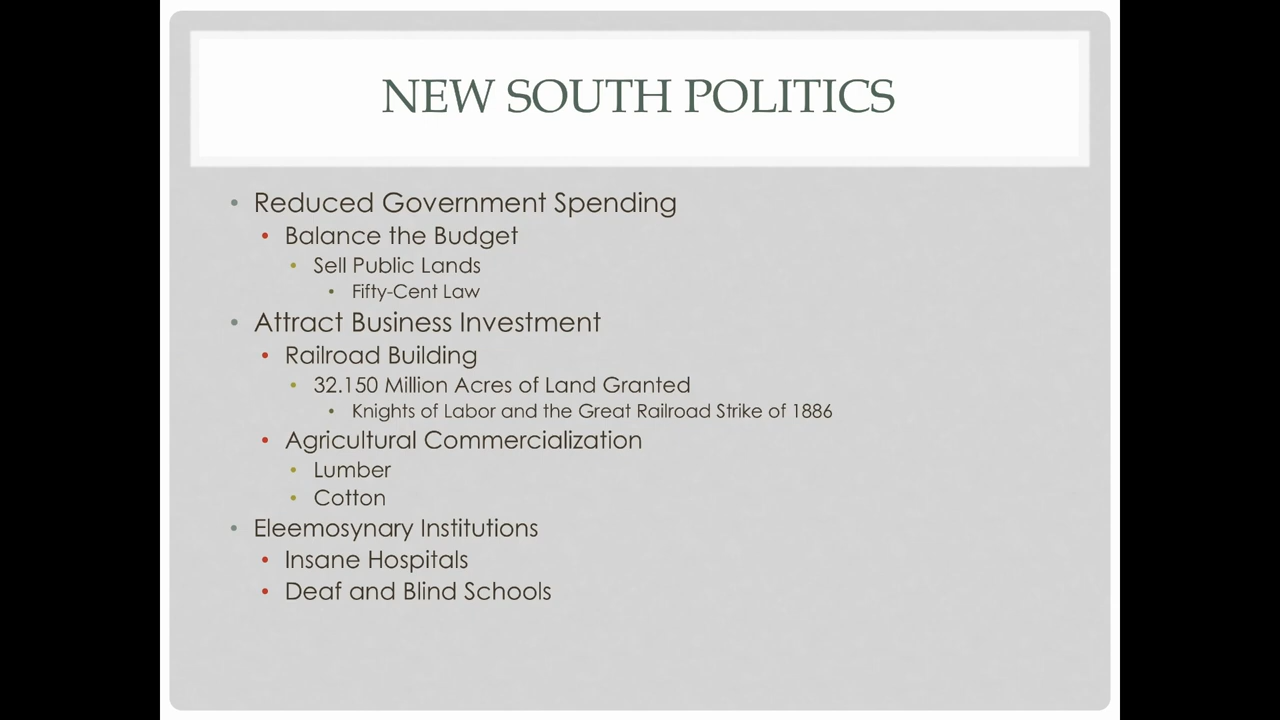 NEW SOUTH POLITICS
• Reduced Government Spending
• Balance the Budget
• Sell Public Lands
• Fifty-Cent Law
• Attract Business Investment
• Railroad Building
• 32.150 Million Acres of Land Granted
• Knights of Labor and the Great Railroad Strike of 1886
• Agricultural Commercialization
• Lumber
• Cotton
• Eleemosynary Institutions
• Insane Hospitals
• Deaf and Blind Schools